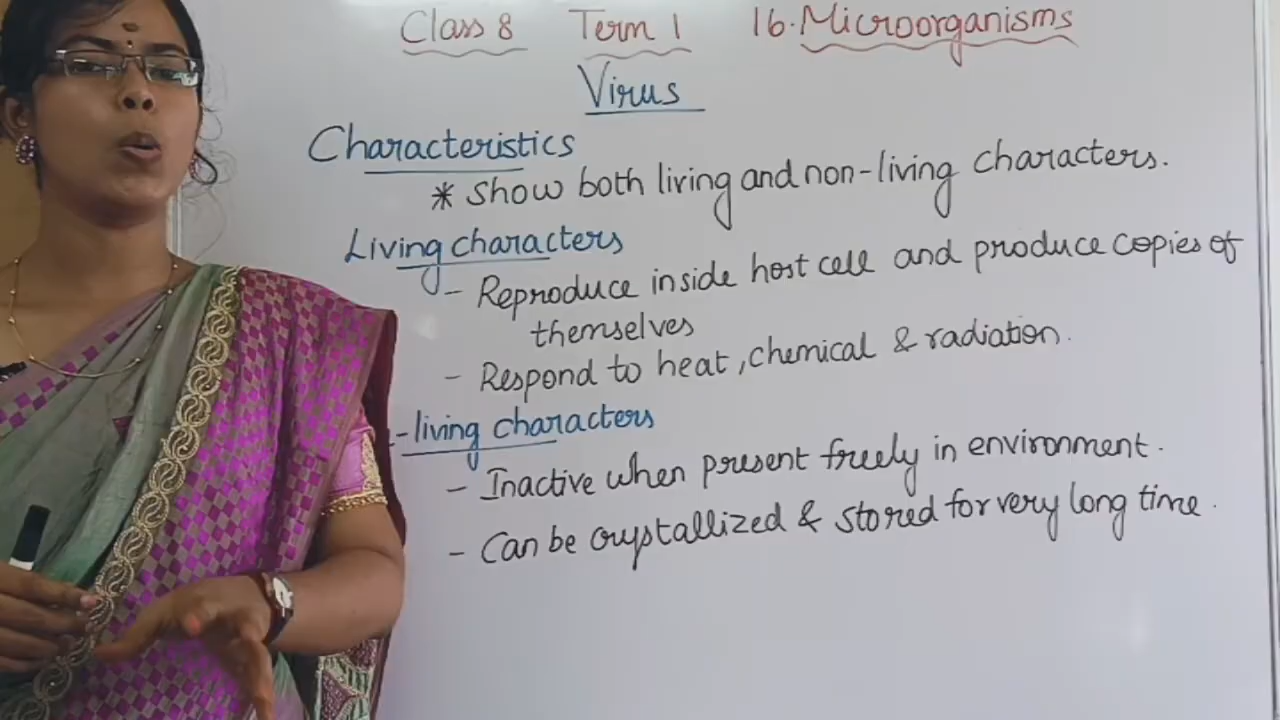 Class 8 Term 1 16. Microorganisms
Virus
Characteristics
* Show both living and non-living characters.
Living characters
- Reproduce inside host cell and produce copies of
themselves
- Respond to heat, chemical & radiation.
-living characters
- Inactive when present freely in environment.
- Can be crystallized & stored for very long time.